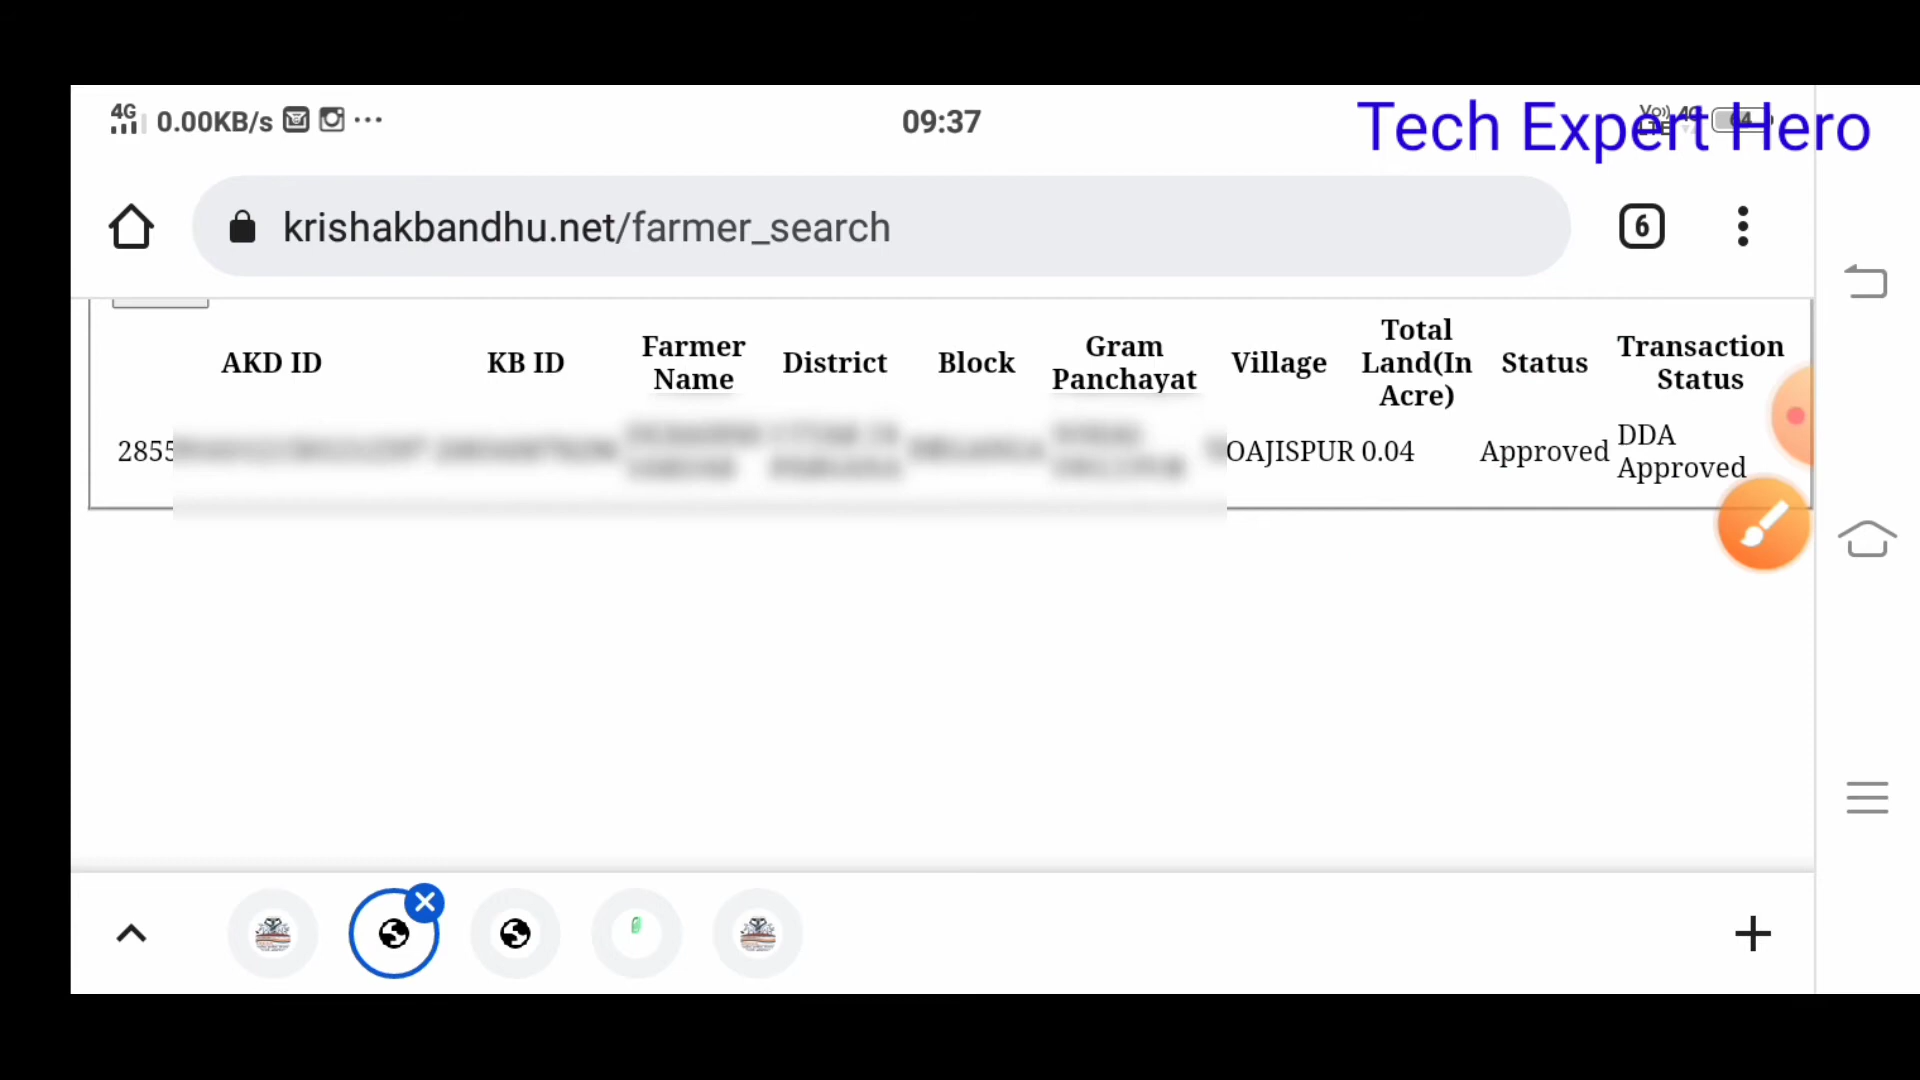 4G 0.00KB/s ...
09:37
Tech Expert Hero
krishakbandhu.net/farmer_search
6
AKD ID KB ID Farmer Name District Block Gram Panchayat Village Total Land(In Acre) Status Transaction Status
2855 OAJISPUR 0.04 Approved DDA Approved